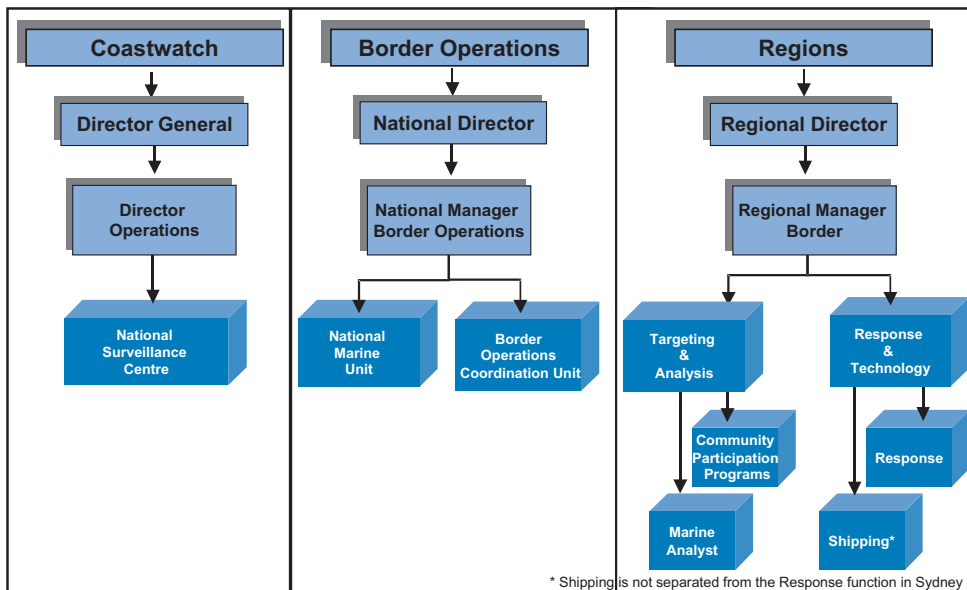 Coastwatch
Director General
Director
Operations
National
Surveillance
Centre
Border Operations
National Director
National Manager
Border Operations
National
Marine
Unit
Border
Operations
Coordination Unit
Regions
Regional Director
Regional Manager
Border
Targeting
&
Analysis
Response
&
Technology
Community
Participation
Programs
Response
Marine
Analyst
Shipping*
* Shipping is not separated from the Response function in Sydney